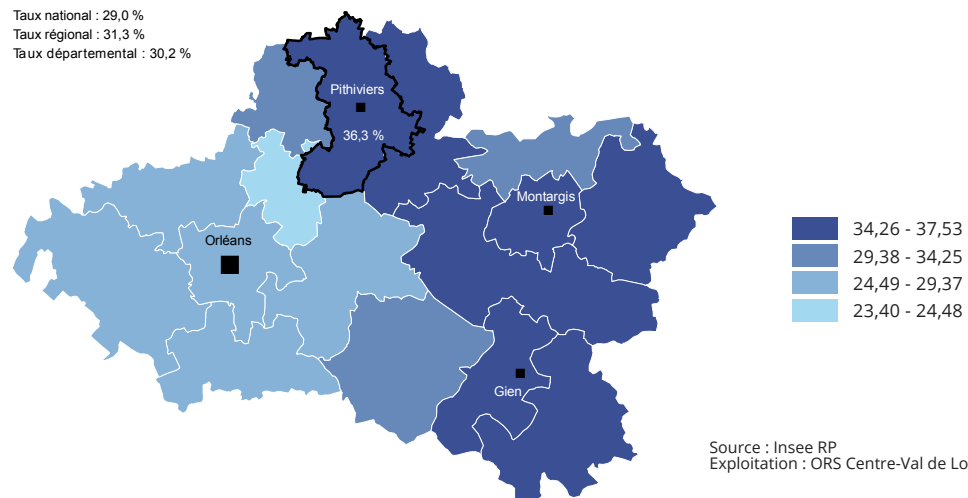 Taux national : 29,0 %
Taux régional : 31,3 %
Taux départemental : 30,2 %
Pithiviers
36,3 %
Montargis
Orléans
Gien
34,26 - 37,53
29,38 - 34,25
24,49 - 29,37
23,40 - 24,48
Source : Insee RP
Exploitation : ORS Centre-Val de Lo